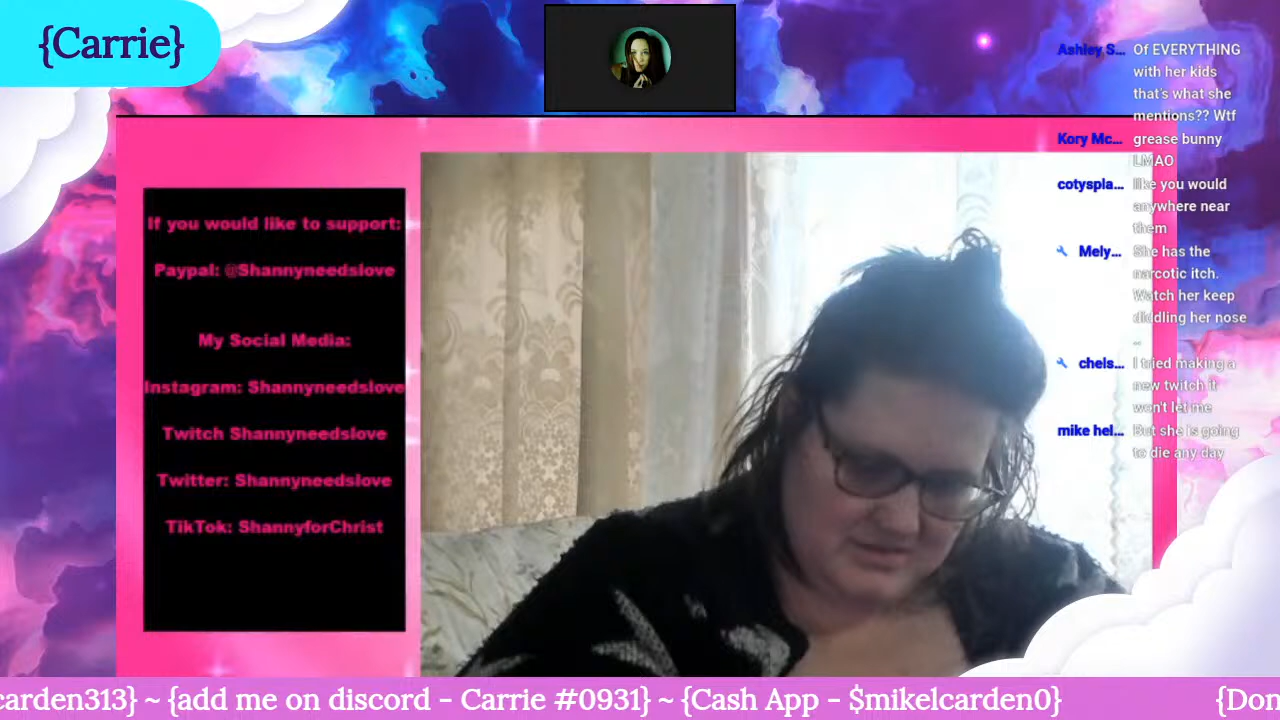 {Carrie}
If you would like to support:
Paypal: @Shannyneedslove
My Social Media:
Instagram: Shannyneedslove
Twitch Shannyneedslove
Twitter: Shannyneedslove
TikTok: ShannyforChrist
Ashley S... Of EVERYTHING
with her kids
that's what she
mentions?? Wtf
Kory Mc... grease bunny
LMAO
cotyspla... like you would
anywhere near
them
Mely... She has the
narcotic itch.
Watch her keep
diddling her nose
chels... I tried making a
new twitch it
won't let me
mike hel... But she is going
to die any day
carden313} ~ {add me on discord - Carrie #0931} ~ {Cash App - $mikelcarden0} {Don